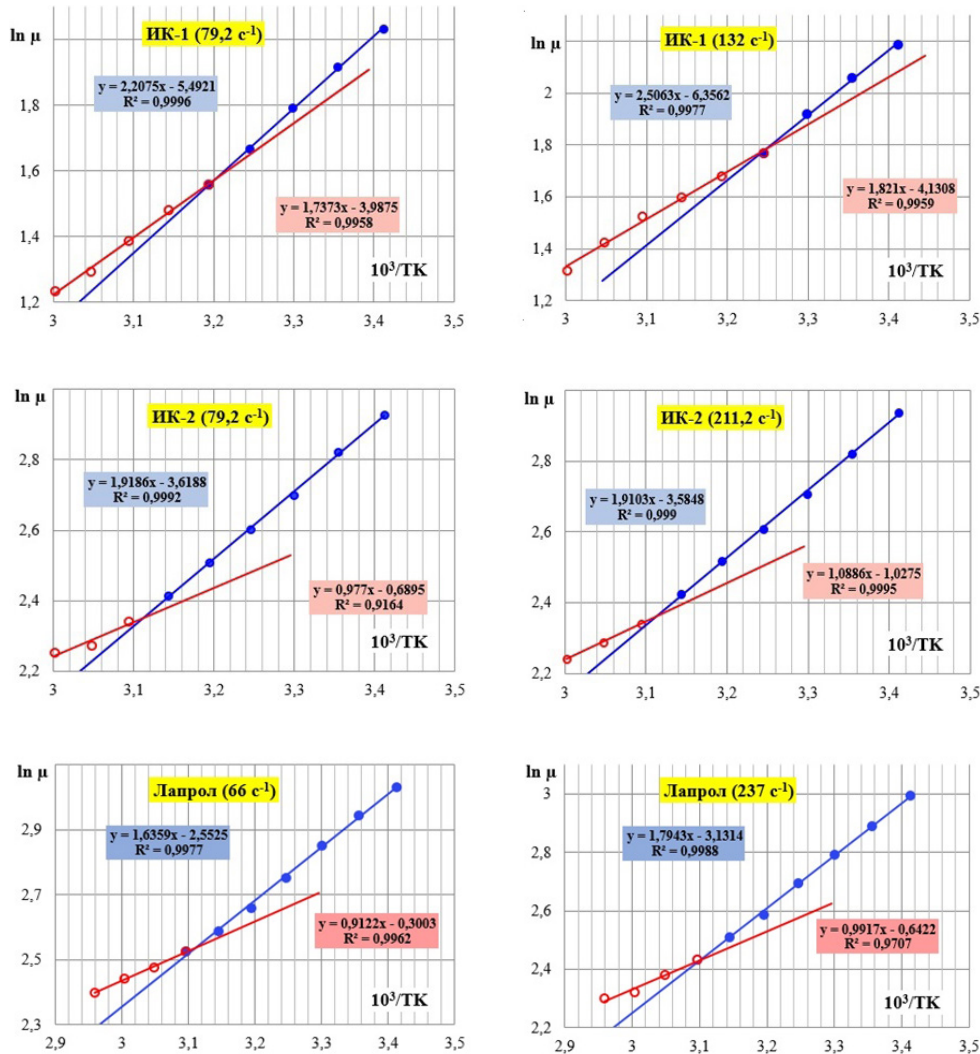 ln μ
ИК-1 (79,2 с-1)
y = 2,2075x - 5,4921
R² = 0,9996
y = 1,7373x - 3,9875
R² = 0,9958
10³/TK
1,8
1,6
1,4
1,2
3 3,1 3,2 3,3 3,4 3,5
ln μ
ИК-1 (132 с-1)
y = 2,5063x - 6,3562
R² = 0,9977
y = 1,821x - 4,1308
R² = 0,9959
10³/TK
2
1,8
1,6
1,4
1,2
3 3,1 3,2 3,3 3,4 3,5
ln μ
ИК-2 (79,2 с-1)
y = 1,9186x - 3,6188
R² = 0,9992
y = 0,977x - 0,6895
R² = 0,9164
10³/TK
2,8
2,6
2,4
2,2
3 3,1 3,2 3,3 3,4 3,5
ln μ
ИК-2 (211,2 с-1)
y = 1,9103x - 3,5848
R² = 0,999
y = 1,0886x - 1,0275
R² = 0,9995
10³/TK
2,8
2,6
2,4
2,2
3 3,1 3,2 3,3 3,4 3,5
ln μ
Лапрол (66 с-1)
y = 1,6359x - 2,5525
R² = 0,9977
y = 0,9122x - 0,3003
R² = 0,9962
10³/TK
2,9
2,7
2,5
2,3
2,9 3 3,1 3,2 3,3 3,4 3,5
ln μ
Лапрол (237 с-1)
y = 1,7943x - 3,1314
R² = 0,9988
y = 0,9917x - 0,6422
R² = 0,9707
10³/TK
3
2,8
2,6
2,4
2,2
2,9 3 3,1 3,2 3,3 3,4 3,5